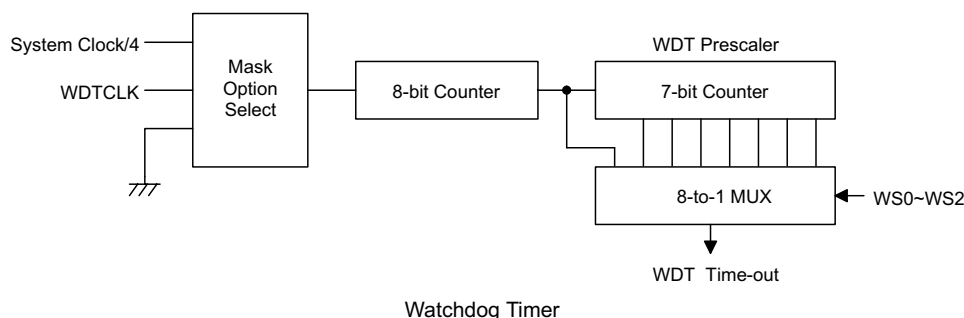 System Clock/4
WDTCLK
Mask
Option
Select
8-bit Counter
WDT Prescaler
7-bit Counter
8-to-1 MUX
WS0~WS2
WDT Time-out
Watchdog Timer